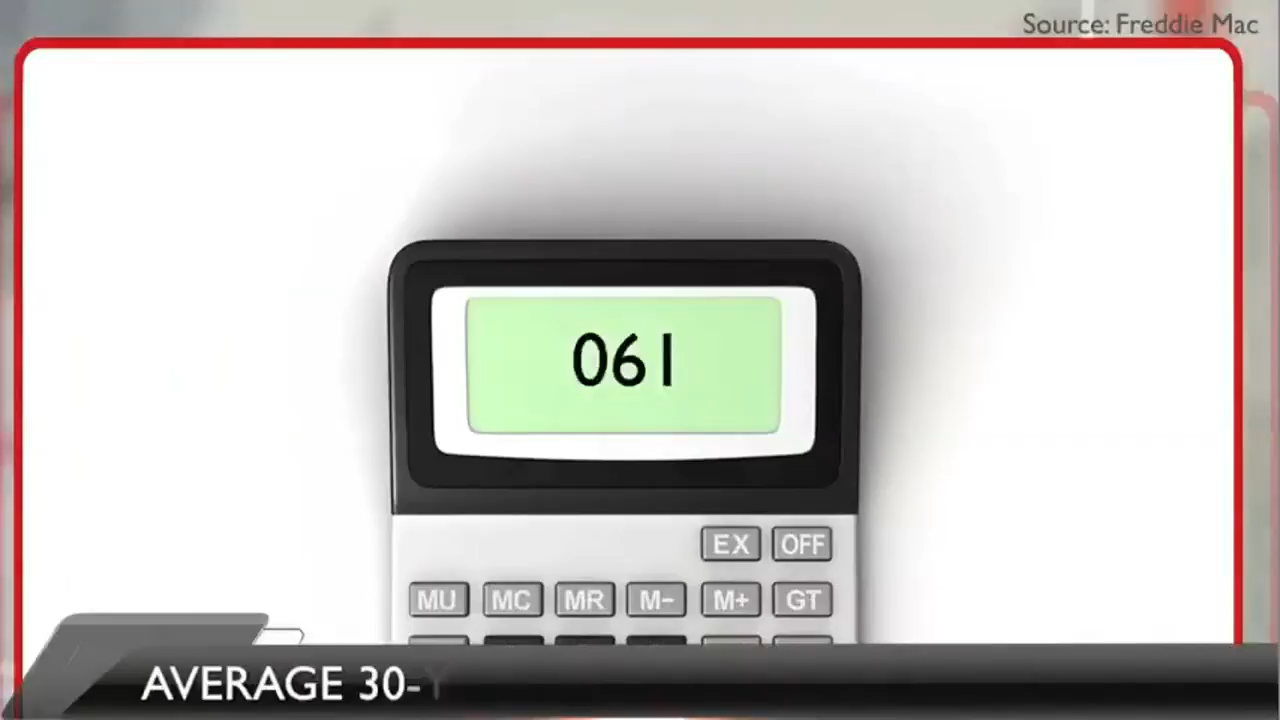 Source: Freddie Mac
061
EX OFF
MU MC MR M− M+ GT
AVERAGE 30-Y